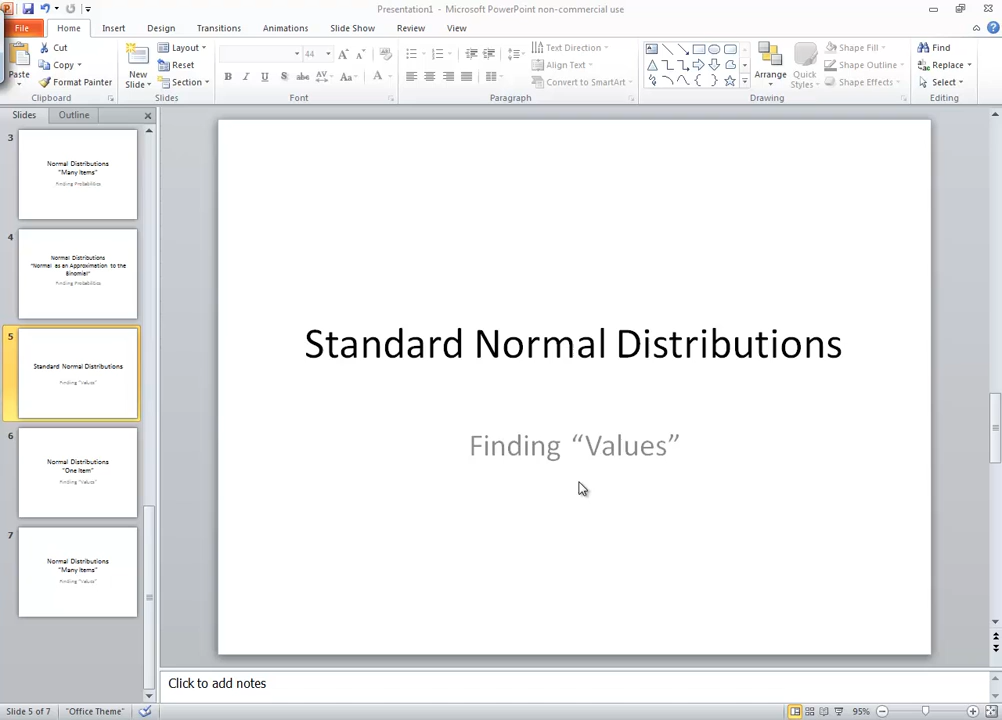 Presentation1 - Microsoft PowerPoint non-commercial use
File Home Insert Design Transitions Animations Slide Show Review View
Paste
Cut
Copy
Format Painter
Clipboard
New
Slide
Layout
Reset
Section
Slides
44
B I U S abc AV Aa A
Font
Text Direction
Align Text
Convert to SmartArt
Paragraph
Arrange
Quick
Styles
Shape Fill
Shape Outline
Shape Effects
Drawing
Find
Replace
Select
Editing
Slides Outline
3
Normal Distributions
"Many Items"
Finding Probabilities
4
Normal Distributions
"Normal as an Approximation to the
Binomial"
Finding Probabilities
5
Standard Normal Distributions
Finding "Values"
6
Normal Distributions
"One Item"
Finding "Values"
7
Normal Distributions
"Many Items"
Finding "Values"
Standard Normal Distributions
Finding “Values”
Click to add notes
Slide 5 of 7 "Office Theme" 95%